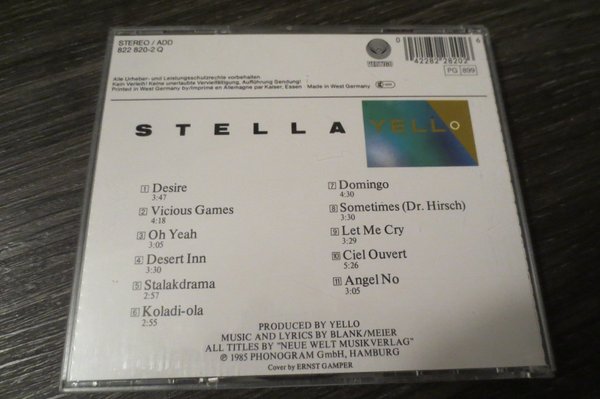 STEREO / ADD
822 820-2 Q
vertigo
0
42282 28202
6
PG 899
Alle Urheber- und Leistungsschutzrechte vorbehalten.
Kein Verleih! Keine unerlaubte Vervielfältigung, Aufführung, Sendung!
Printed in West Germany by/Imprimé en Allemagne par Kaiser, Essen Made in West Germany
STELLA YELLO
1 Desire
3:47
2 Vicious Games
4:18
3 Oh Yeah
3:05
4 Desert Inn
3:30
5 Stalakdrama
2:57
6 Koladi-ola
2:55
7 Domingo
4:30
8 Sometimes (Dr. Hirsch)
3:30
9 Let Me Cry
3:29
10 Ciel Ouvert
5:26
11 Angel No
3:05
PRODUCED BY YELLO
MUSIC AND LYRICS BY BLANK/MEIER
ALL TITLES BY "NEUE WELT MUSIKVERLAG"
℗ 1985 PHONOGRAM GmbH, HAMBURG
Cover by ERNST GAMPER